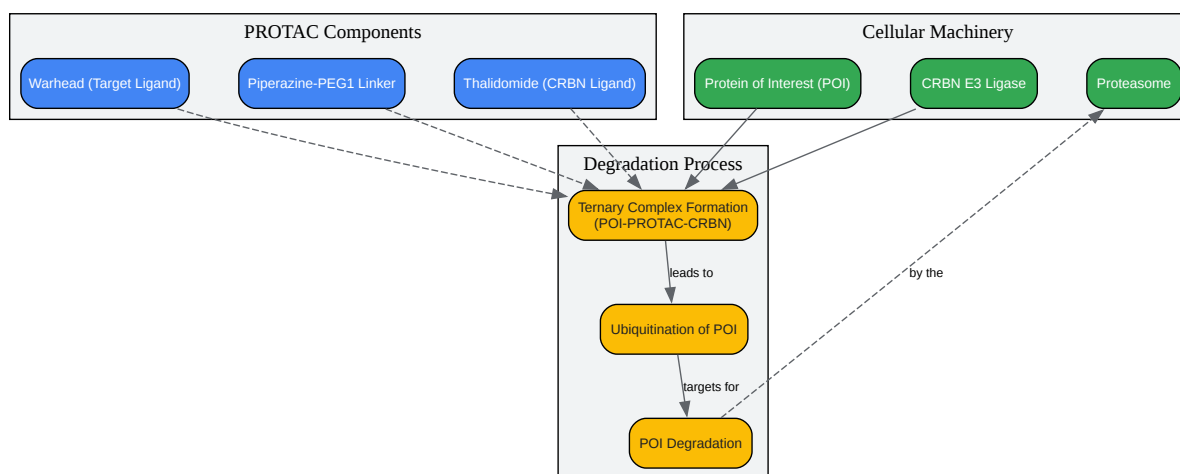 PROTAC Components
Cellular Machinery
Warhead (Target Ligand)
Piperazine-PEG1 Linker
Thalidomide (CRBN Ligand)
Protein of Interest (POI)
CRBN E3 Ligase
Proteasome
Degradation Process
Ternary Complex Formation
(POI-PROTAC-CRBN)
leads to
by the
Ubiquitination of POI
targets for
POI Degradation